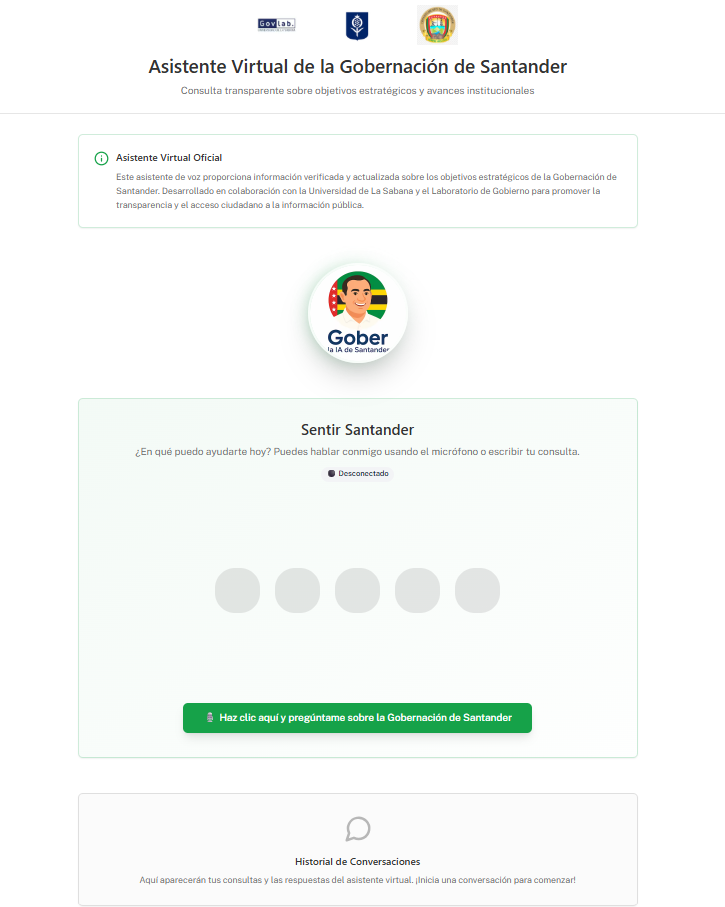 Gov lab.
Asistente Virtual de la Gobernación de Santander
Consulta transparente sobre objetivos estratégicos y avances institucionales
Asistente Virtual Oficial
Este asistente de voz proporciona información verificada y actualizada sobre los objetivos estratégicos de la Gobernación de
Santander. Desarrollado en colaboración con la Universidad de La Sabana y el Laboratorio de Gobierno para promover la
transparencia y el acceso ciudadano a la información pública.
Gober
la IA de Santander
Sentir Santander
¿En qué puedo ayudarte hoy? Puedes hablar conmigo usando el micrófono o escribir tu consulta.
Desconectado
Haz clic aquí y pregúntame sobre la Gobernación de Santander
Historial de Conversaciones
Aquí aparecerán tus consultas y las respuestas del asistente virtual. ¡Inicia una conversación para comenzar!